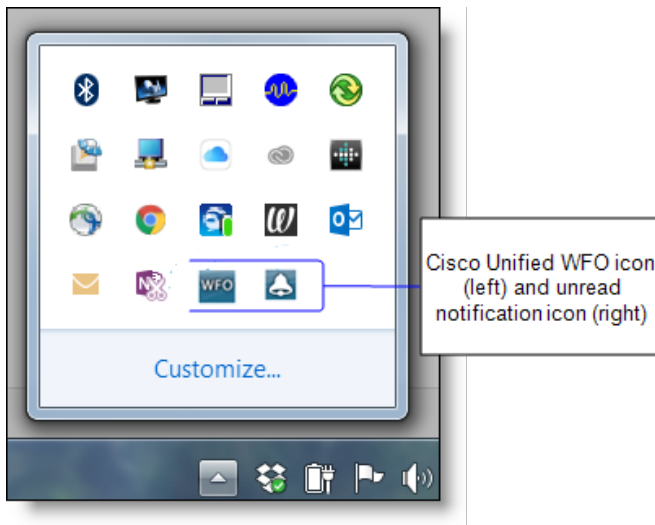 WFO
Cisco Unified WFO icon
(left) and unread
notification icon (right)
Customize...